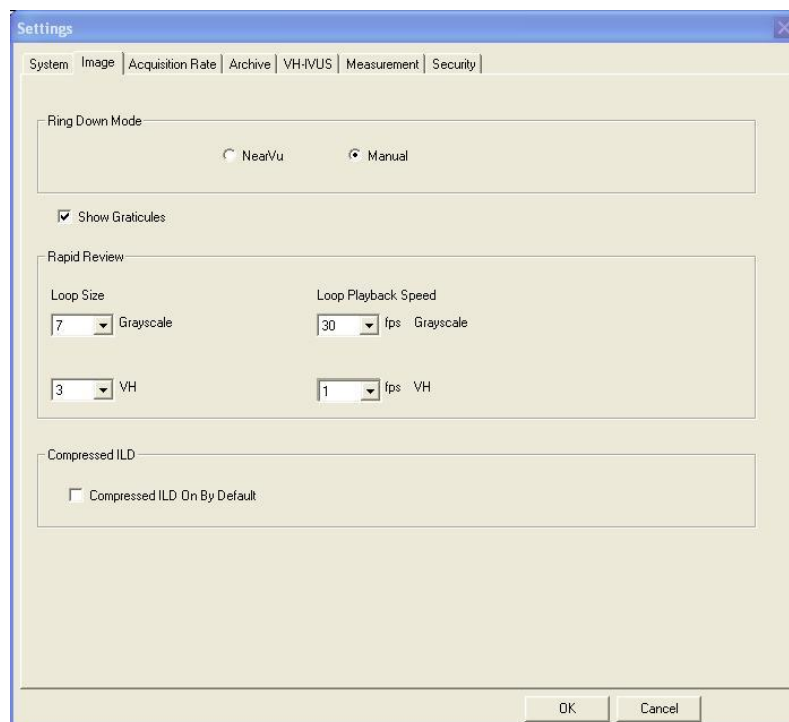 Settings
System Image Acquisition Rate Archive VH-IVUS Measurement Security
Ring Down Mode
NearVu Manual
Show Graticules
Rapid Review
Loop Size Loop Playback Speed
7 Grayscale 30 fps Grayscale
3 VH 1 fps VH
Compressed ILD
Compressed ILD On By Default
OK Cancel